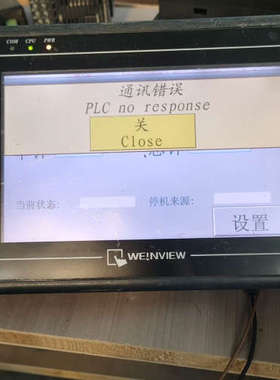 COM CPU PWR
通讯错误
PLC no response
关
Close
当前状态: 停机来源:
设置
WEINVIEW